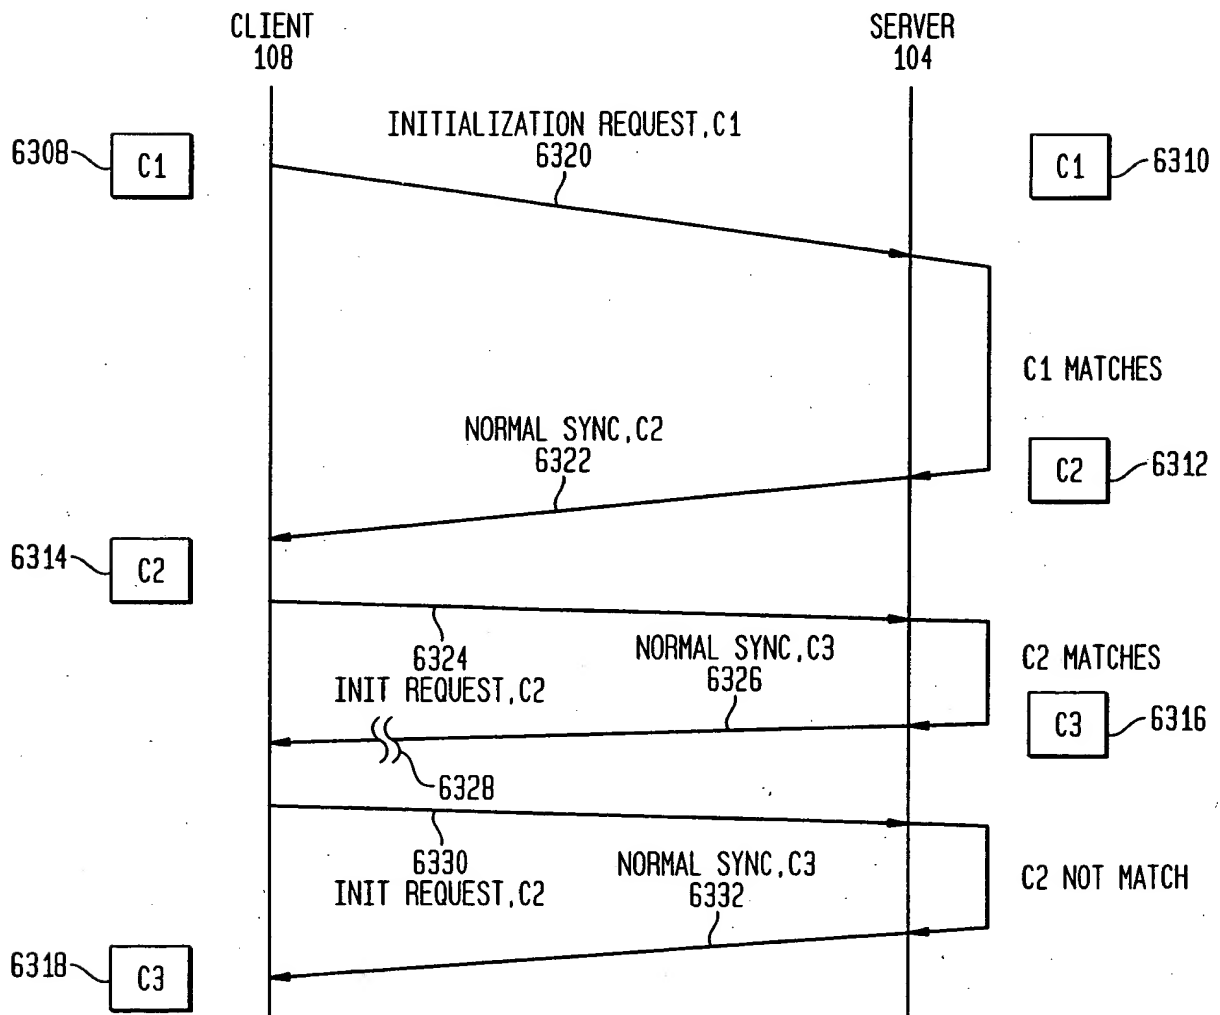 CLIENT
108
SERVER
104
INITIALIZATION REQUEST,C1
6320
6308
C1
C1
6310
C1 MATCHES
NORMAL SYNC,C2
6322
C2
6312
6314
C2
6324
INIT REQUEST,C2
NORMAL SYNC,C3
6326
C2 MATCHES
C3
6316
6328
6330
INIT REQUEST,C2
NORMAL SYNC,C3
6332
C2 NOT MATCH
6318
C3